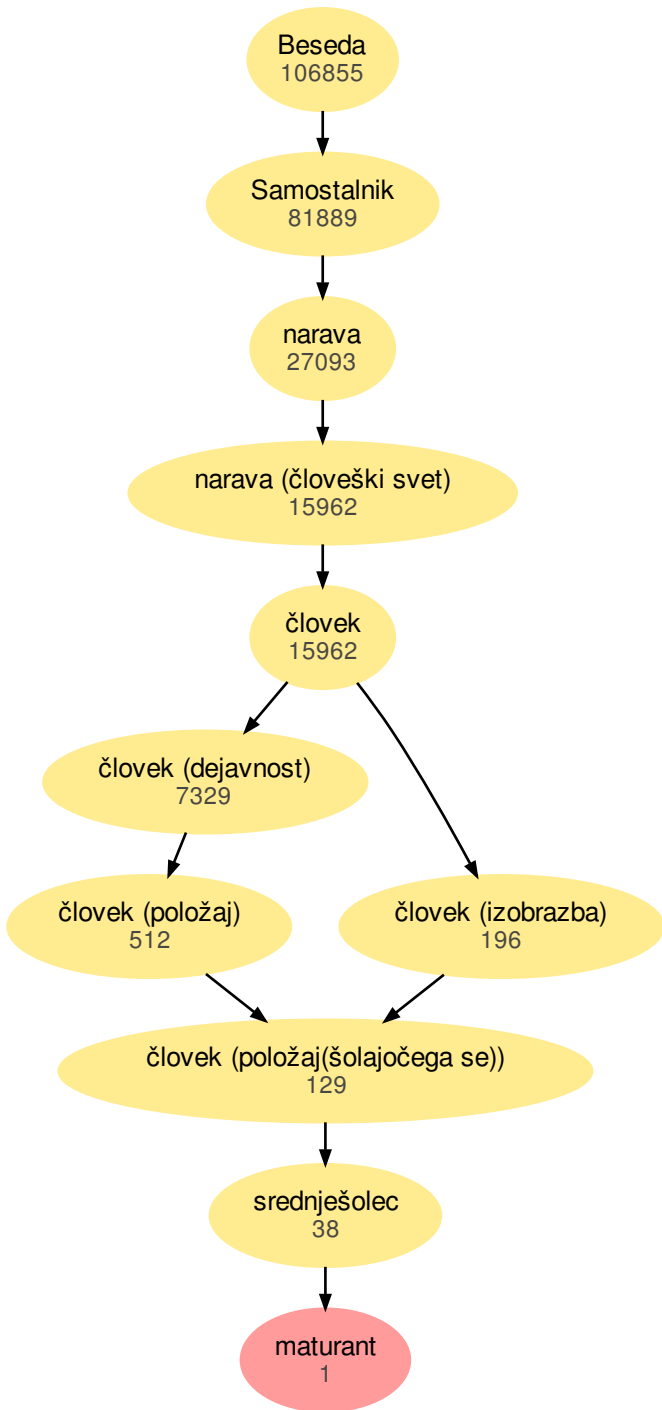 Beseda
106855
Samostalnik
81889
narava
27093
narava (človeški svet)
15962
človek
15962
človek (dejavnost)
7329
človek (položaj)
512
človek (izobrazba)
196
človek (položaj(šolajočega se))
129
srednješolec
38
maturant
1